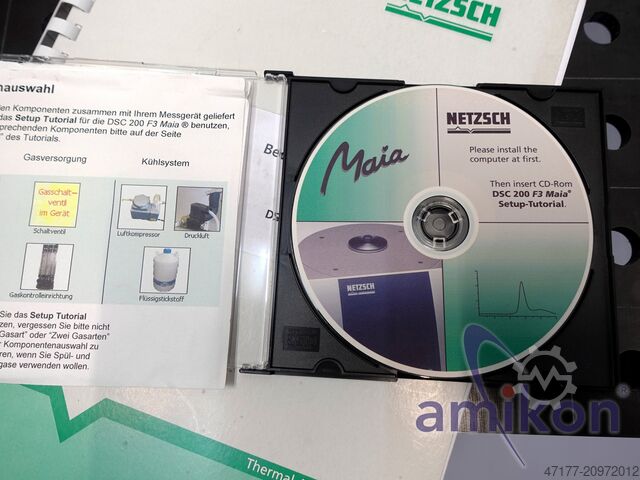 NETZSCH
nauswahl
en Komponenten zusammen mit Ihrem Messgerät geliefert
das Setup Tutorial für die DSC 200 F3 Maia ® benutzen,
prechenden Komponenten bitte auf der Seite
" des Tutorials.
Gasversorgung
Kühlsystem
Gasschalt-
ventil
im Gerät
Schaltventil
Luftkompressor
Druckluft
Gaskontrolleinrichtung
Flüssigstickstoff
Sie das Setup Tutorial
zen, vergessen Sie bitte nicht
Gasart" oder "Zwei Gasarten"
r Komponentenauswahl zu
ren, wenn Sie Spül- und
gase verwenden wollen.
Maia
NETZSCH
Please install the
computer at first.
Then insert CD-Rom
DSC 200 F3 Maia®
Setup-Tutorial.
NETZSCH
Thermal
amikon®
47177-20972012